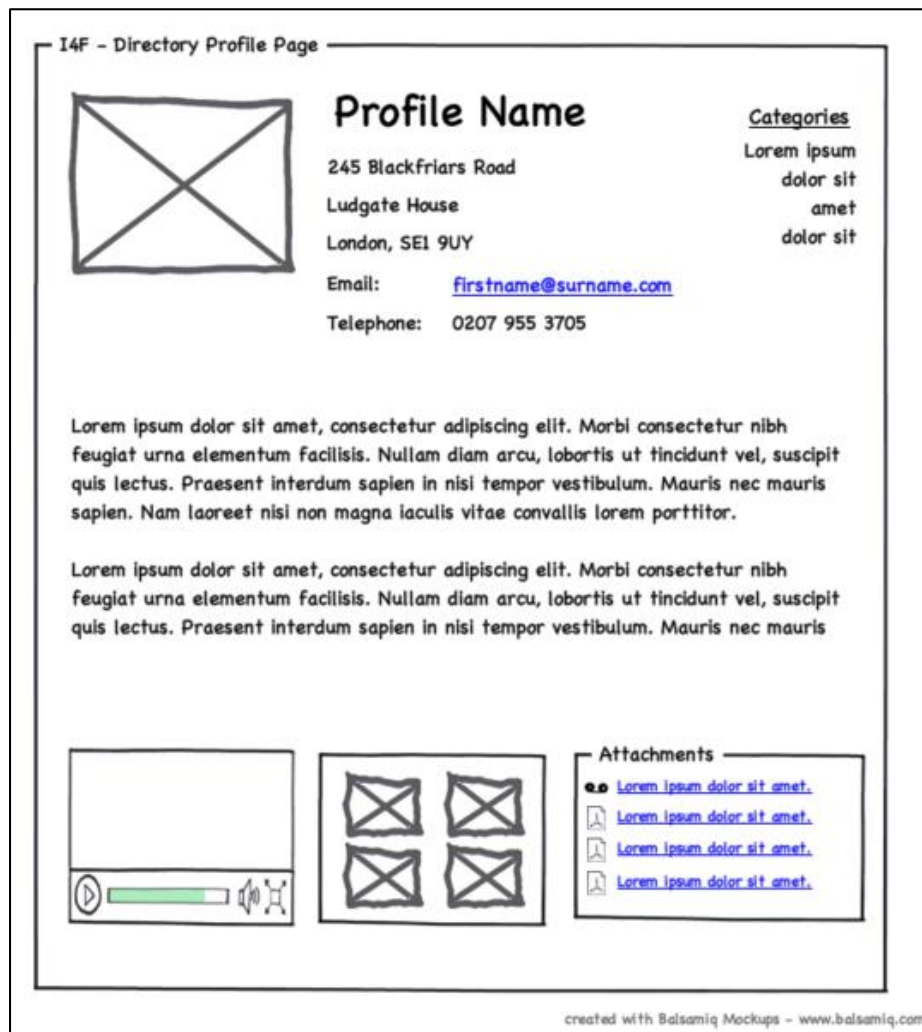 I4F - Directory Profile Page
Profile Name
245 Blackfriars Road
Ludgate House
London, SE1 9UY
Email: firstname@surname.com
Telephone: 0207 955 3705
Categories
Lorem ipsum
dolor sit
amet
dolor sit
Lorem ipsum dolor sit amet, consectetur adipiscing elit. Morbi consectetur nibh
feugiat urna elementum facilisis. Nullam diam arcu, lobortis ut tincidunt vel, suscipit
quis lectus. Praesent interdum sapien in nisi tempor vestibulum. Mauris nec mauris
sapien. Nam laoreet nisi non magna iaculis vitae convallis lorem porttitor.
Lorem ipsum dolor sit amet, consectetur adipiscing elit. Morbi consectetur nibh
feugiat urna elementum facilisis. Nullam diam arcu, lobortis ut tincidunt vel, suscipit
quis lectus. Praesent interdum sapien in nisi tempor vestibulum. Mauris nec mauris
Attachments
Lorem ipsum dolor sit amet.
Lorem ipsum dolor sit amet.
Lorem ipsum dolor sit amet.
Lorem ipsum dolor sit amet.
created with Balsamiq Mockups - www.balsamiq.com